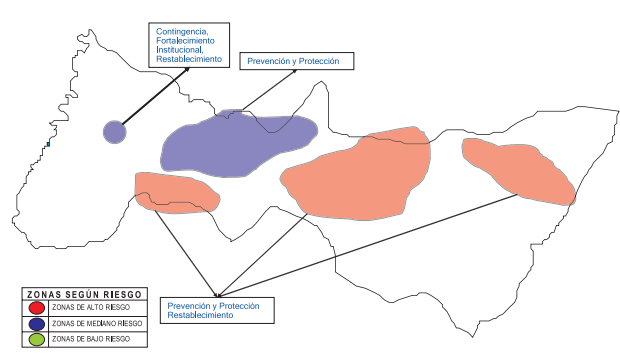 Contingencia,
Fortalecimiento
Institucional,
Restablecimiento
Prevención y Protección
Prevención y Protección
Restablecimiento
ZONAS SEGÚN RIESGO
ZONAS DE ALTO RIESGO
ZONAS DE MEDIANO RIESGO
ZONAS DE BAJO RIESGO